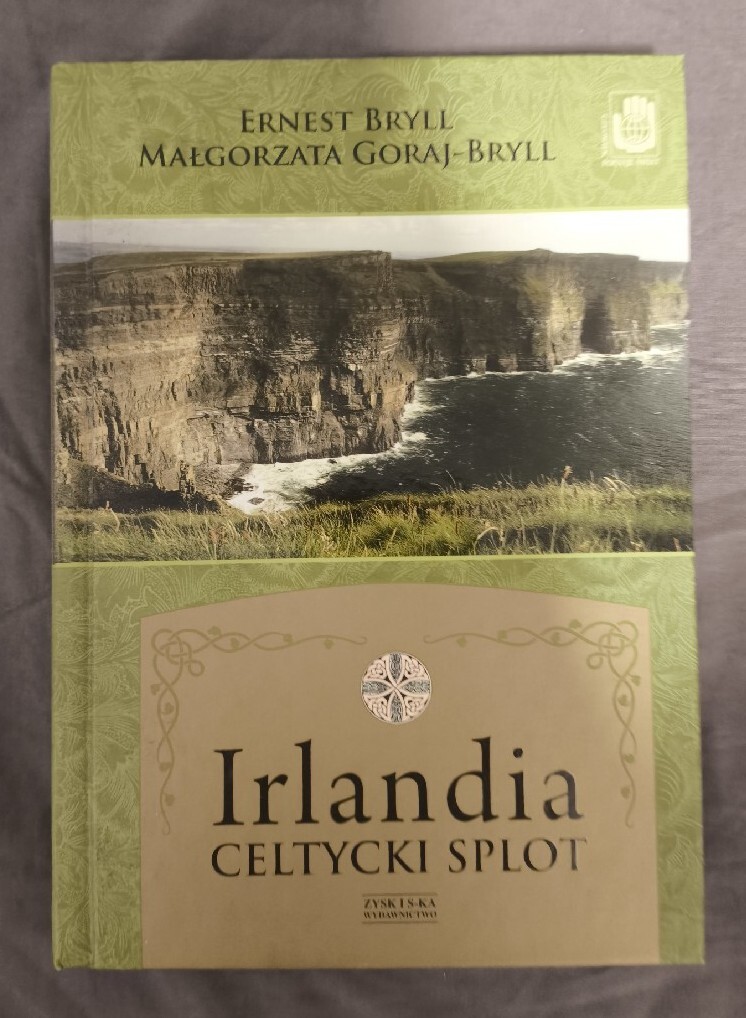 ERNEST BRYLL
MAŁGORZATA GORAJ-BRYLL
Irlandia
CELTYCKI SPLOT
ZYSK I S-KA
WYDAWNICTWO